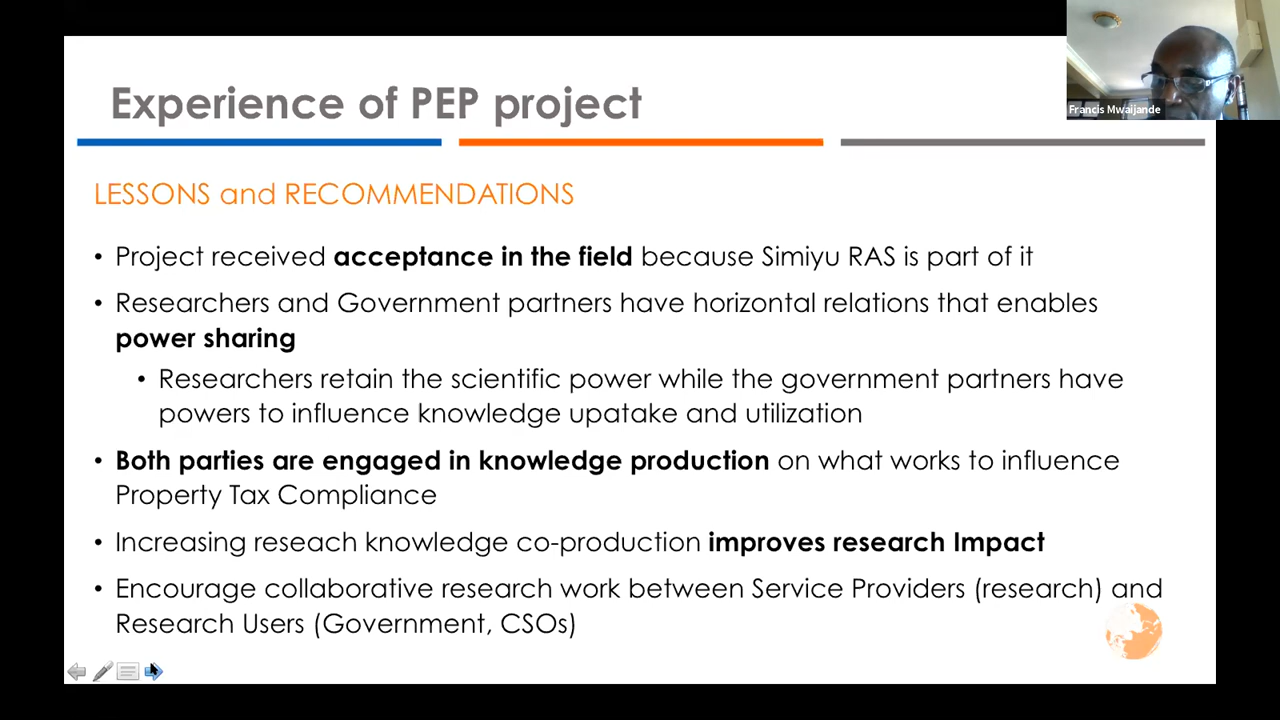 Experience of PEP project
Francis Mwaijande
LESSONS and RECOMMENDATIONS
• Project received acceptance in the field because Simiyu RAS is part of it
• Researchers and Government partners have horizontal relations that enables
power sharing
• Researchers retain the scientific power while the government partners have
powers to influence knowledge upatake and utilization
• Both parties are engaged in knowledge production on what works to influence
Property Tax Compliance
• Increasing reseach knowledge co-production improves research Impact
• Encourage collaborative research work between Service Providers (research) and
Research Users (Government, CSOs)